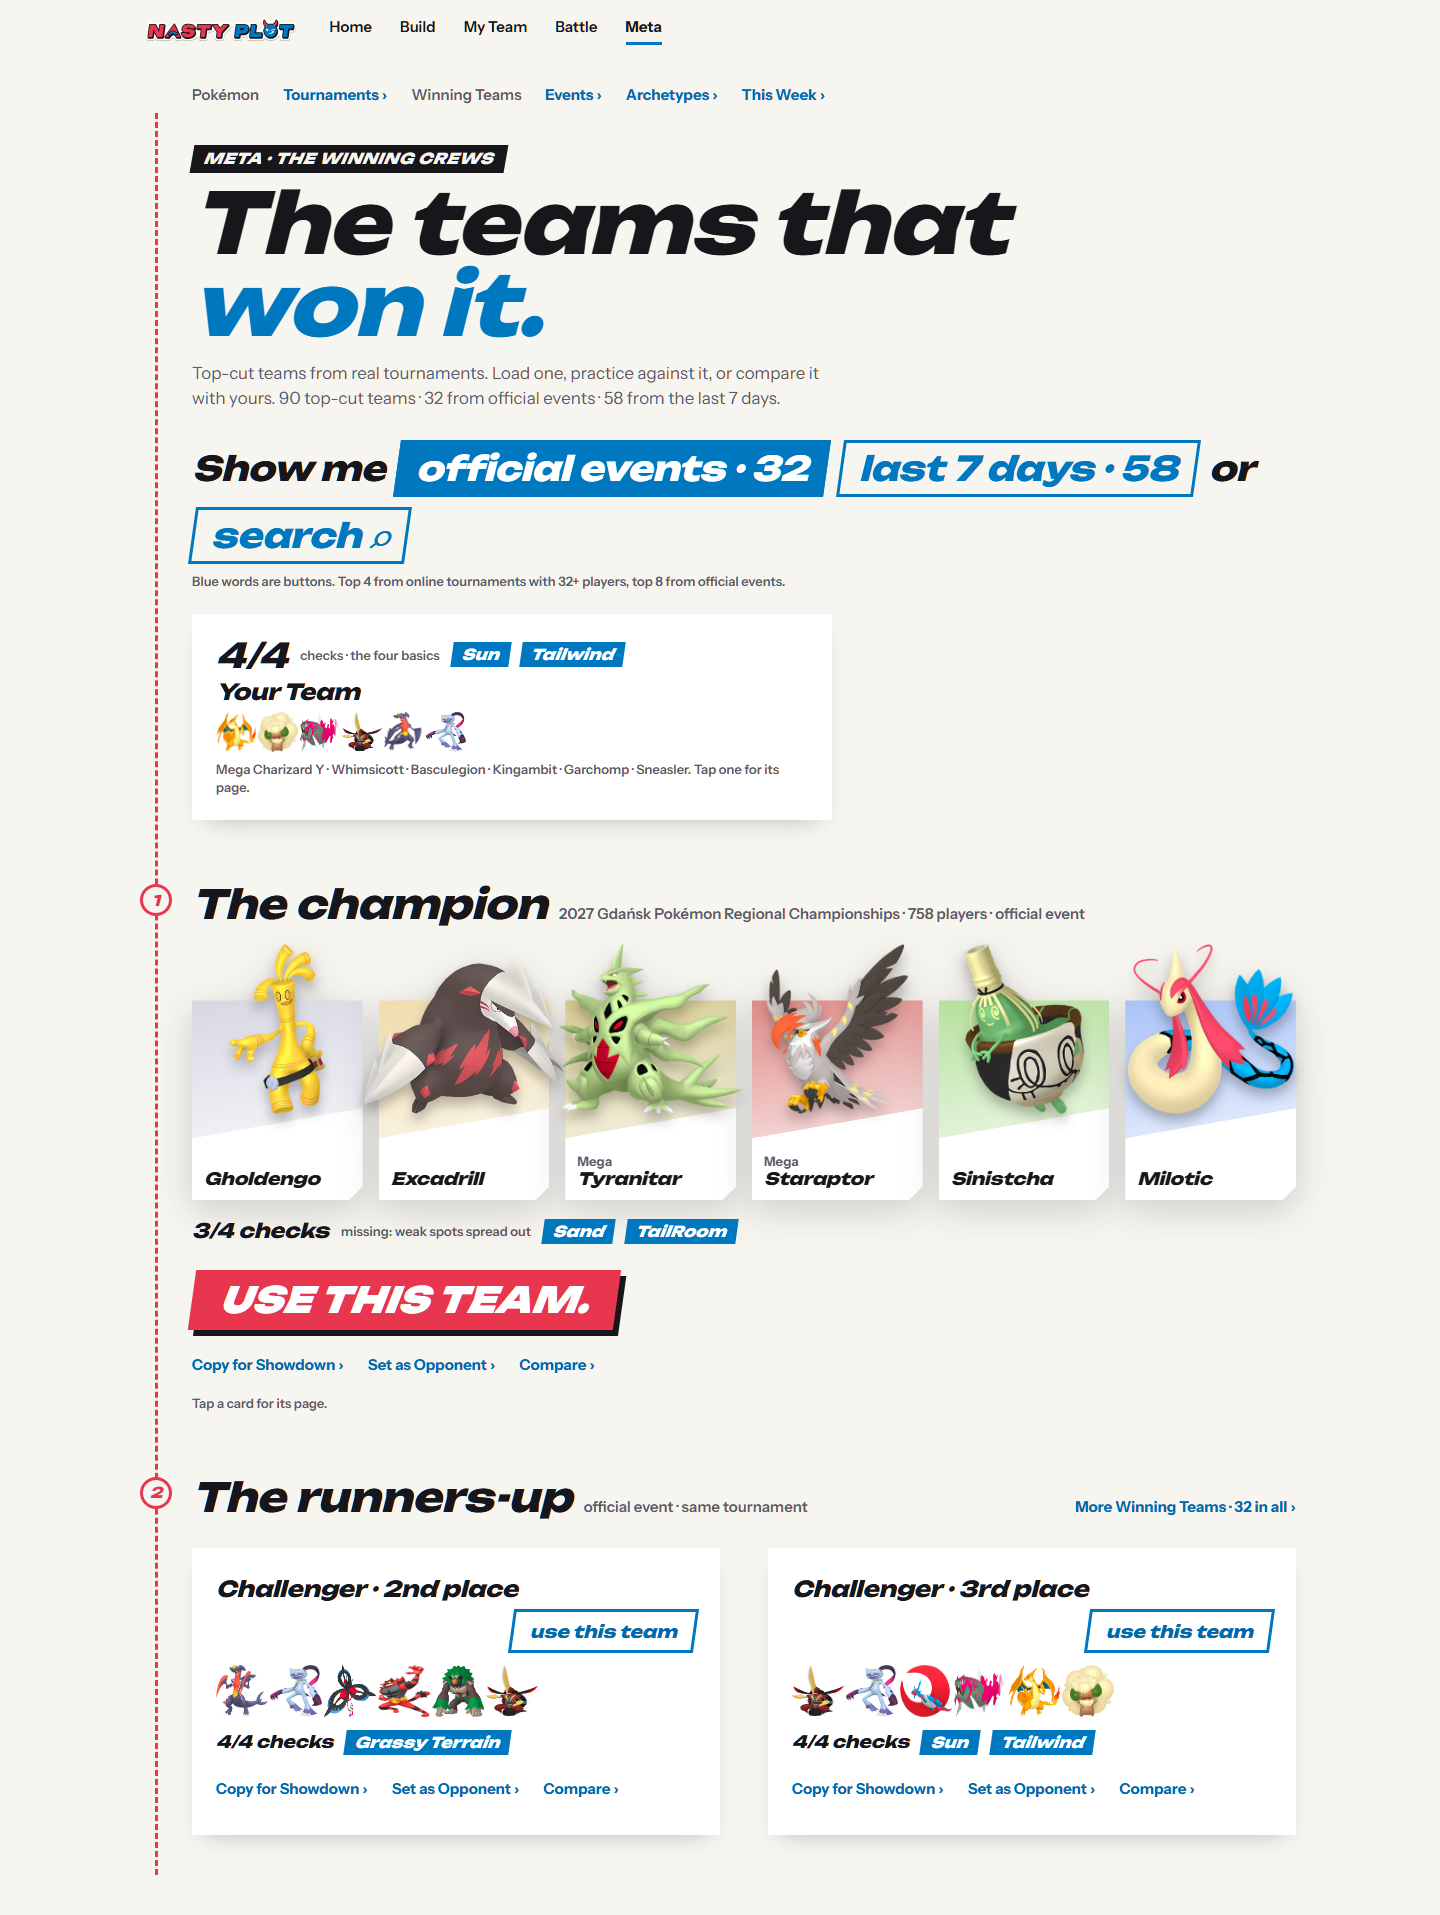 NASTY PLOT
Home Build My Team Battle Meta
Pokémon Tournaments › Winning Teams Events › Archetypes › This Week ›
META · THE WINNING CREWS
The teams that
won it.
Top-cut teams from real tournaments. Load one, practice against it, or compare it
with yours. 90 top-cut teams · 32 from official events · 58 from the last 7 days.
Show me official events · 32 last 7 days · 58 or
search ⌕
Blue words are buttons. Top 4 from online tournaments with 32+ players, top 8 from official events.
4/4 checks · the four basics Sun Tailwind
Your Team
Mega Charizard Y · Whimsicott · Basculegion · Kingambit · Garchomp · Sneasler. Tap one for its
page.
1 The champion 2027 Gdańsk Pokémon Regional Championships · 758 players · official event
Gholdengo
Excadrill
Mega
Tyranitar
Mega
Staraptor
Sinistcha
Milotic
3/4 checks missing: weak spots spread out Sand TailRoom
USE THIS TEAM.
Copy for Showdown › Set as Opponent › Compare ›
Tap a card for its page.
2 The runners-up official event · same tournament More Winning Teams · 32 in all ›
Challenger · 2nd place
use this team
4/4 checks Grassy Terrain
Copy for Showdown › Set as Opponent › Compare ›
Challenger · 3rd place
use this team
4/4 checks Sun Tailwind
Copy for Showdown › Set as Opponent › Compare ›